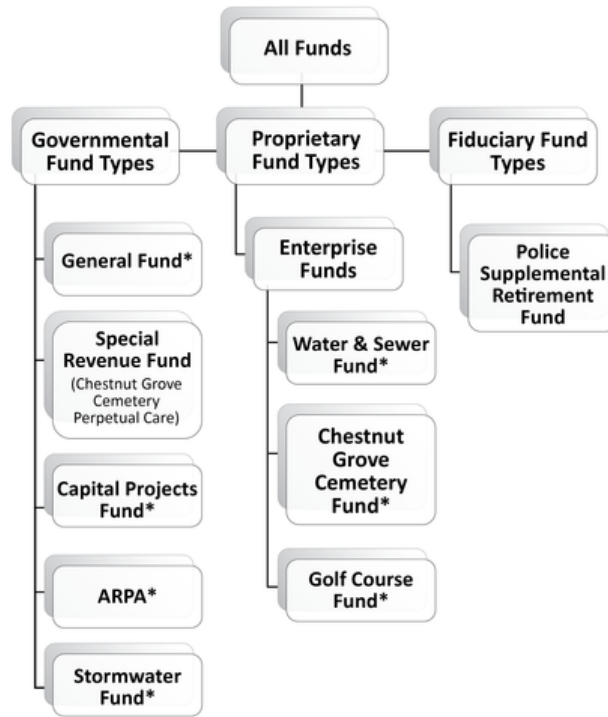 All Funds
Governmental
Fund Types
Proprietary
Fund Types
Fiduciary Fund
Types
General Fund*
Special
Revenue Fund
(Chestnut Grove
Cemetery
Perpetual Care)
Capital Projects
Fund*
ARPA*
Stormwater
Fund*
Enterprise
Funds
Water & Sewer
Fund*
Chestnut
Grove
Cemetery
Fund*
Golf Course
Fund*
Police
Supplemental
Retirement
Fund